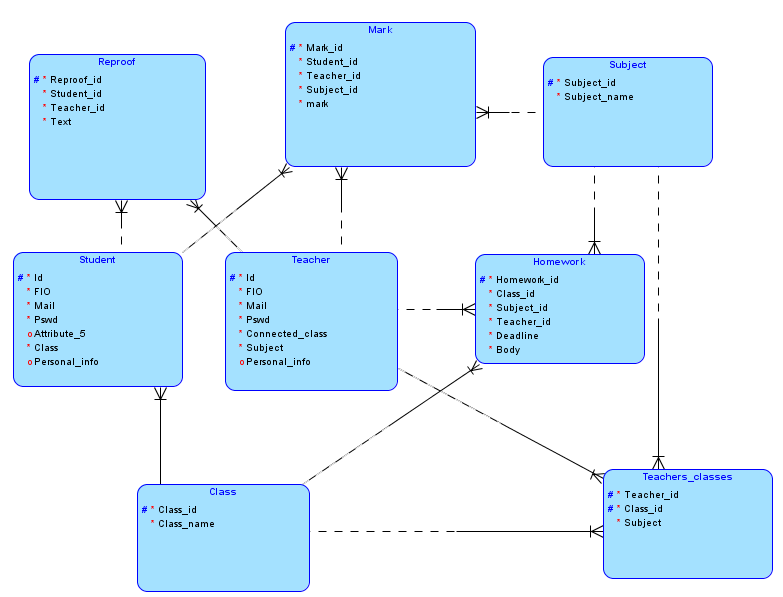 Reproof
# * Reproof_id
* Student_id
* Teacher_id
* Text
Mark
# * Mark_id
* Student_id
* Teacher_id
* Subject_id
* mark
Subject
# * Subject_id
* Subject_name
Student
# * Id
* FIO
* Mail
* Pswd
o Attribute_5
* Class
o Personal_info
Teacher
# * Id
* FIO
* Mail
* Pswd
* Connected_class
* Subject
o Personal_info
Homework
# * Homework_id
* Class_id
* Subject_id
* Teacher_id
* Deadline
* Body
Class
# * Class_id
* Class_name
Teachers_classes
# * Teacher_id
# * Class_id
* Subject